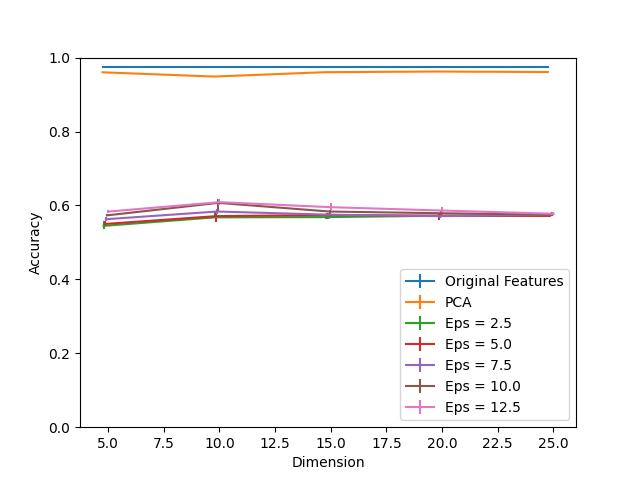 1.0
0.8
0.6
0.4
0.2
0.0
Accuracy
Original Features
PCA
Eps = 2.5
Eps = 5.0
Eps = 7.5
Eps = 10.0
Eps = 12.5
5.0 7.5 10.0 12.5 15.0 17.5 20.0 22.5 25.0
Dimension